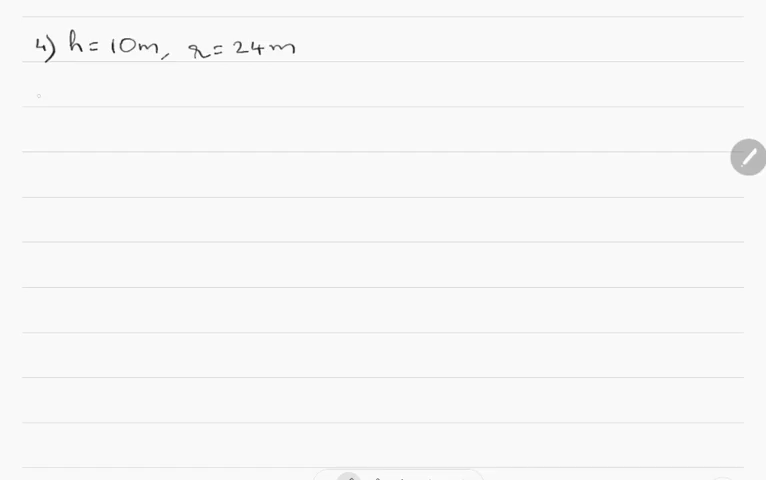 4) h = 10m, r = 24m